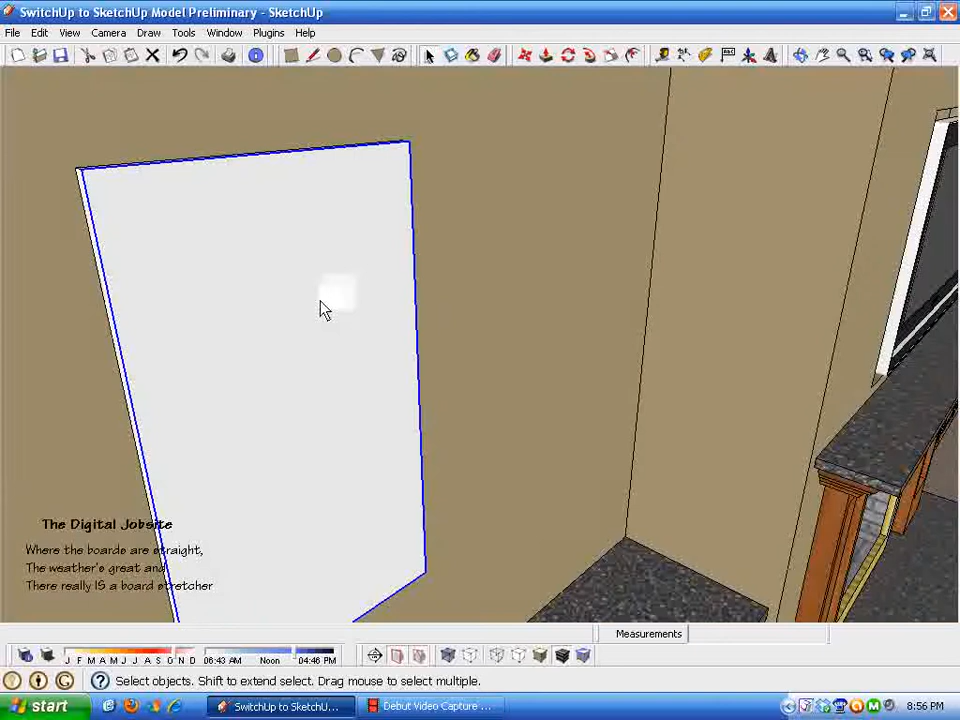 SwitchUp to SketchUp Model Preliminary - SketchUp
File Edit View Camera Draw Tools Window Plugins Help
The Digital Jobsite
Where the boards are straight,
The weather's great and
There really IS a board stretcher
Measurements
J F M A M J J A S O N D 06:43 AM Noon 04:46 PM
Select objects. Shift to extend select. Drag mouse to select multiple.
start SwitchUp to SketchU... Debut Video Capture ... 8:56 PM